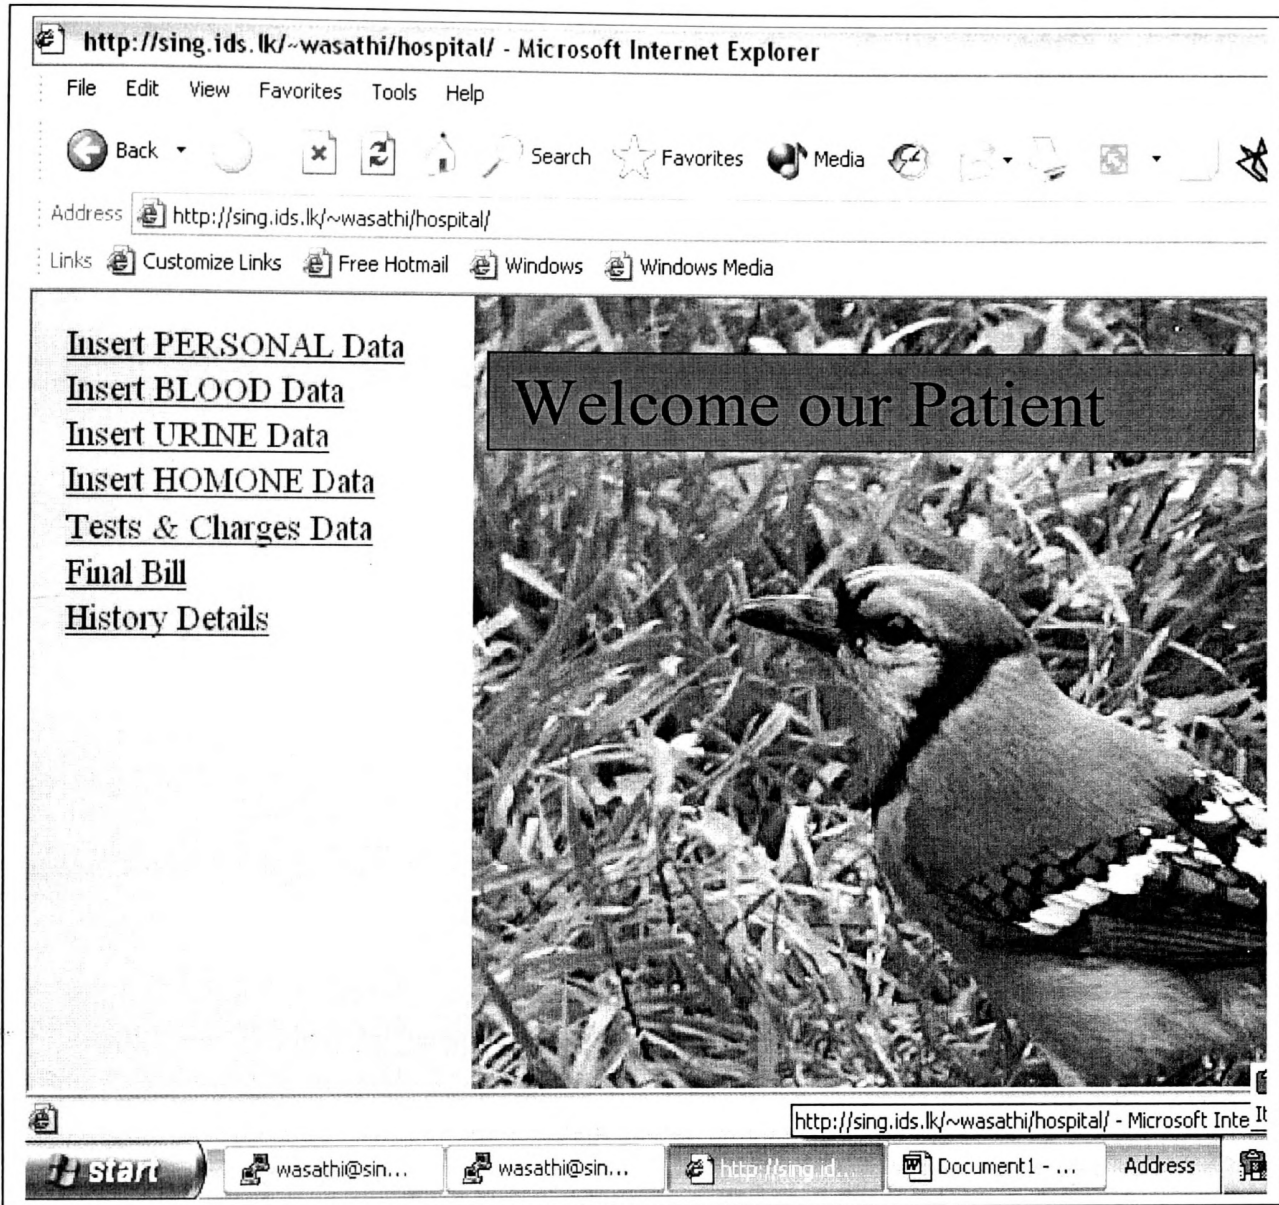 http://sing.ids.lk/~wasathi/hospital/ - Microsoft Internet Explorer
File Edit View Favorites Tools Help
Back Search Favorites Media
Address http://sing.ids.lk/~wasathi/hospital/
Links Customize Links Free Hotmail Windows Windows Media
Insert PERSONAL Data
Insert BLOOD Data
Insert URINE Data
Insert HOMONE Data
Tests & Charges Data
Final Bill
History Details
Welcome our Patient
http://sing.ids.lk/~wasathi/hospital/ - Microsoft Inte
It
start wasathi@sin... wasathi@sin... http://sing.id... Document1 - ... Address